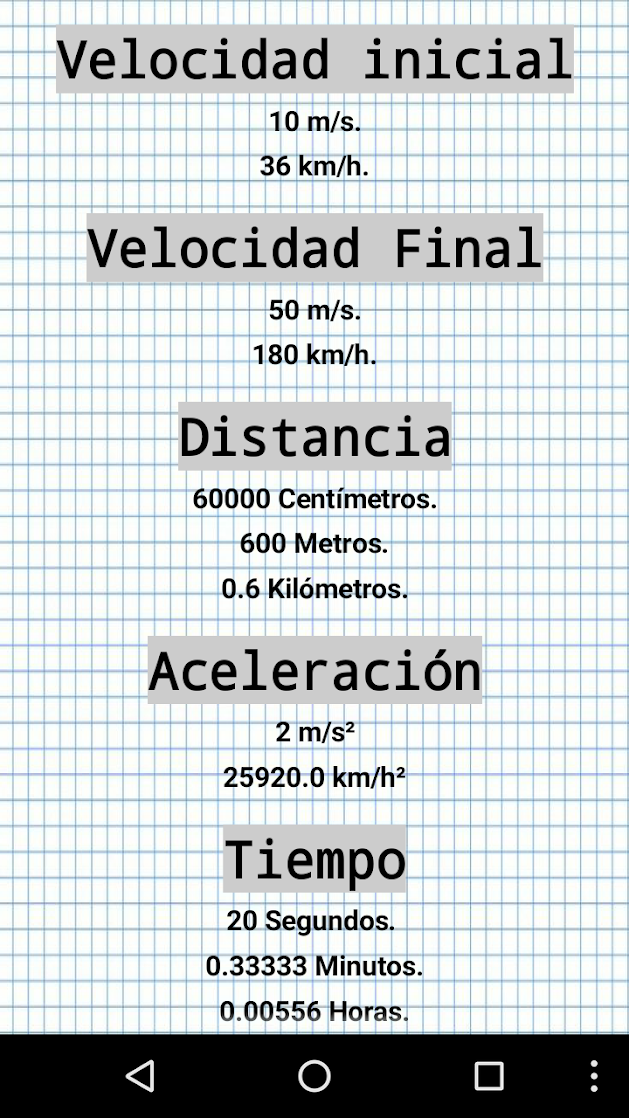 Velocidad inicial
10 m/s.
36 km/h.
Velocidad Final
50 m/s.
180 km/h.
Distancia
60000 Centímetros.
600 Metros.
0.6 Kilómetros.
Aceleración
2 m/s²
25920.0 km/h²
Tiempo
20 Segundos.
0.33333 Minutos.
0.00556 Horas.